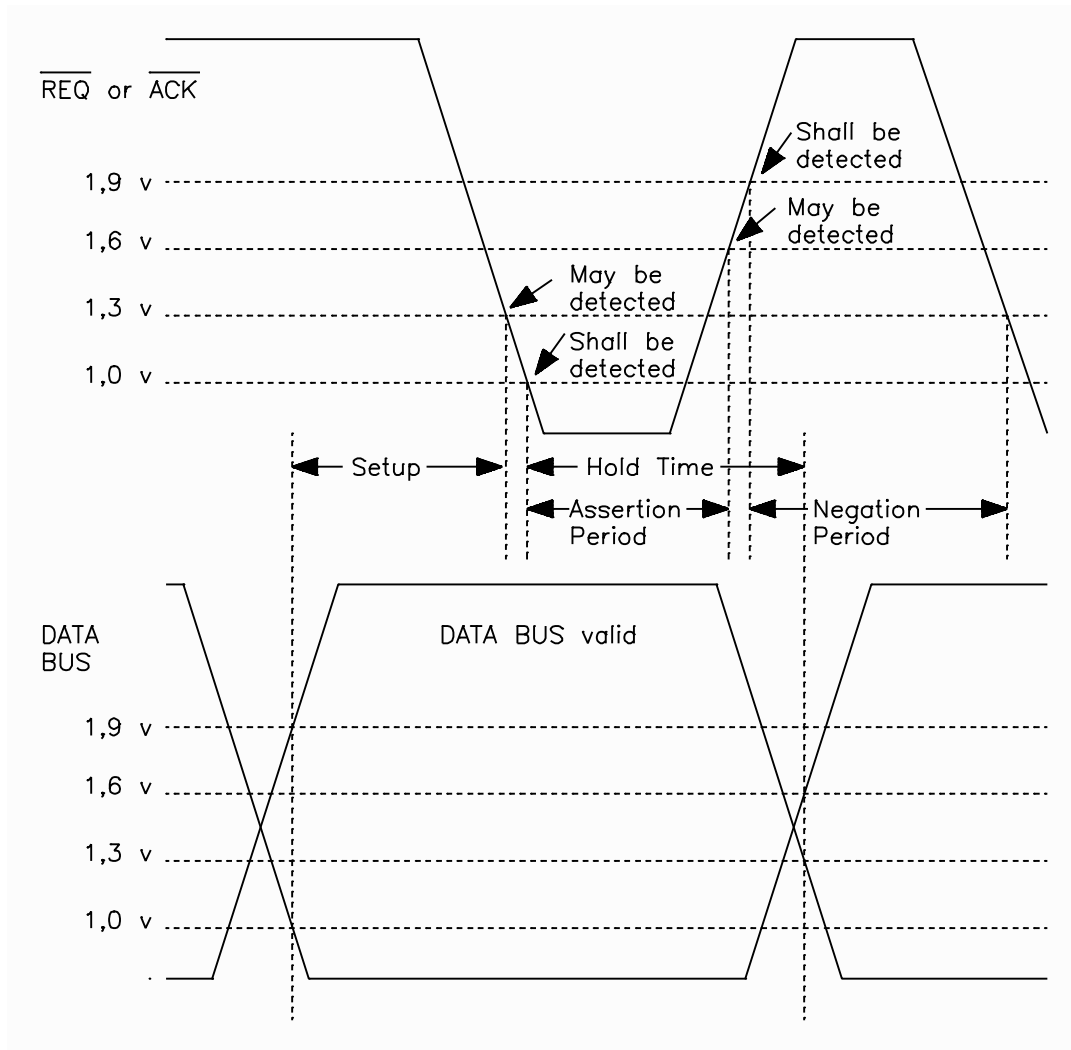 REQ or ACK
Shall be
detected
1,9 v
May be
detected
1,6 v
May be
detected
1,3 v
Shall be
detected
1,0 v
Setup
Hold Time
Assertion
Period
Negation
Period
DATA
BUS
DATA BUS valid
1,9 v
1,6 v
1,3 v
1,0 v